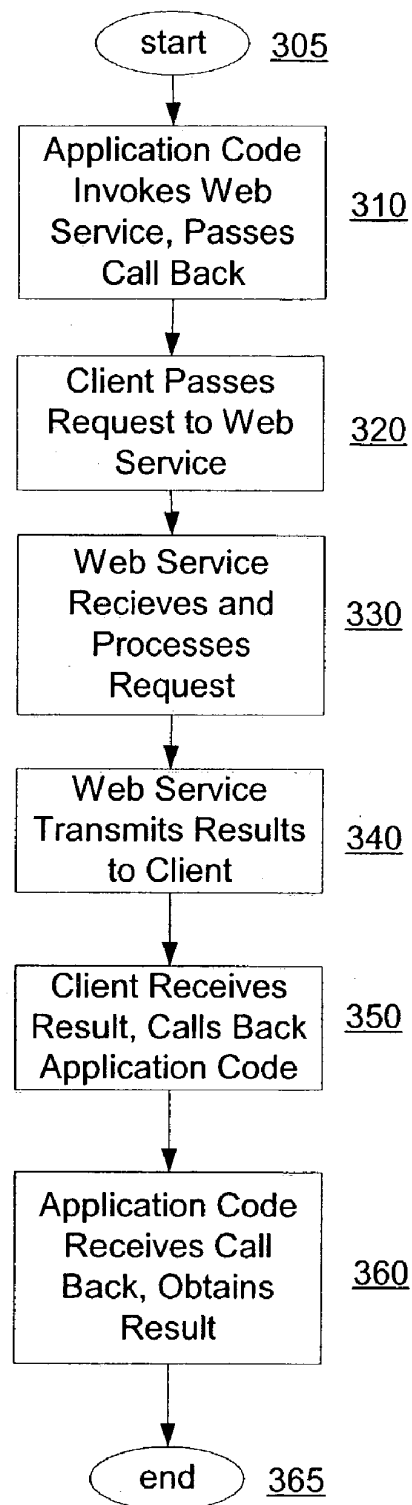 start
305
Application Code
Invokes Web
Service, Passes
Call Back
310
Client Passes
Request to Web
Service
320
Web Service
Recieves and
Processes
Request
330
Web Service
Transmits Results
to Client
340
Client Receives
Result, Calls Back
Application Code
350
Application Code
Receives Call
Back, Obtains
Result
360
end
365